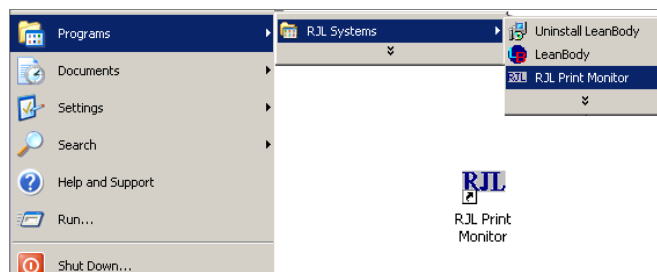 Programs
Documents
Settings
Search
Help and Support
Run...
Shut Down...
RJL Systems
Uninstall LeanBody
LeanBody
RJL RJL Print Monitor
RJL
RJL Print
Monitor